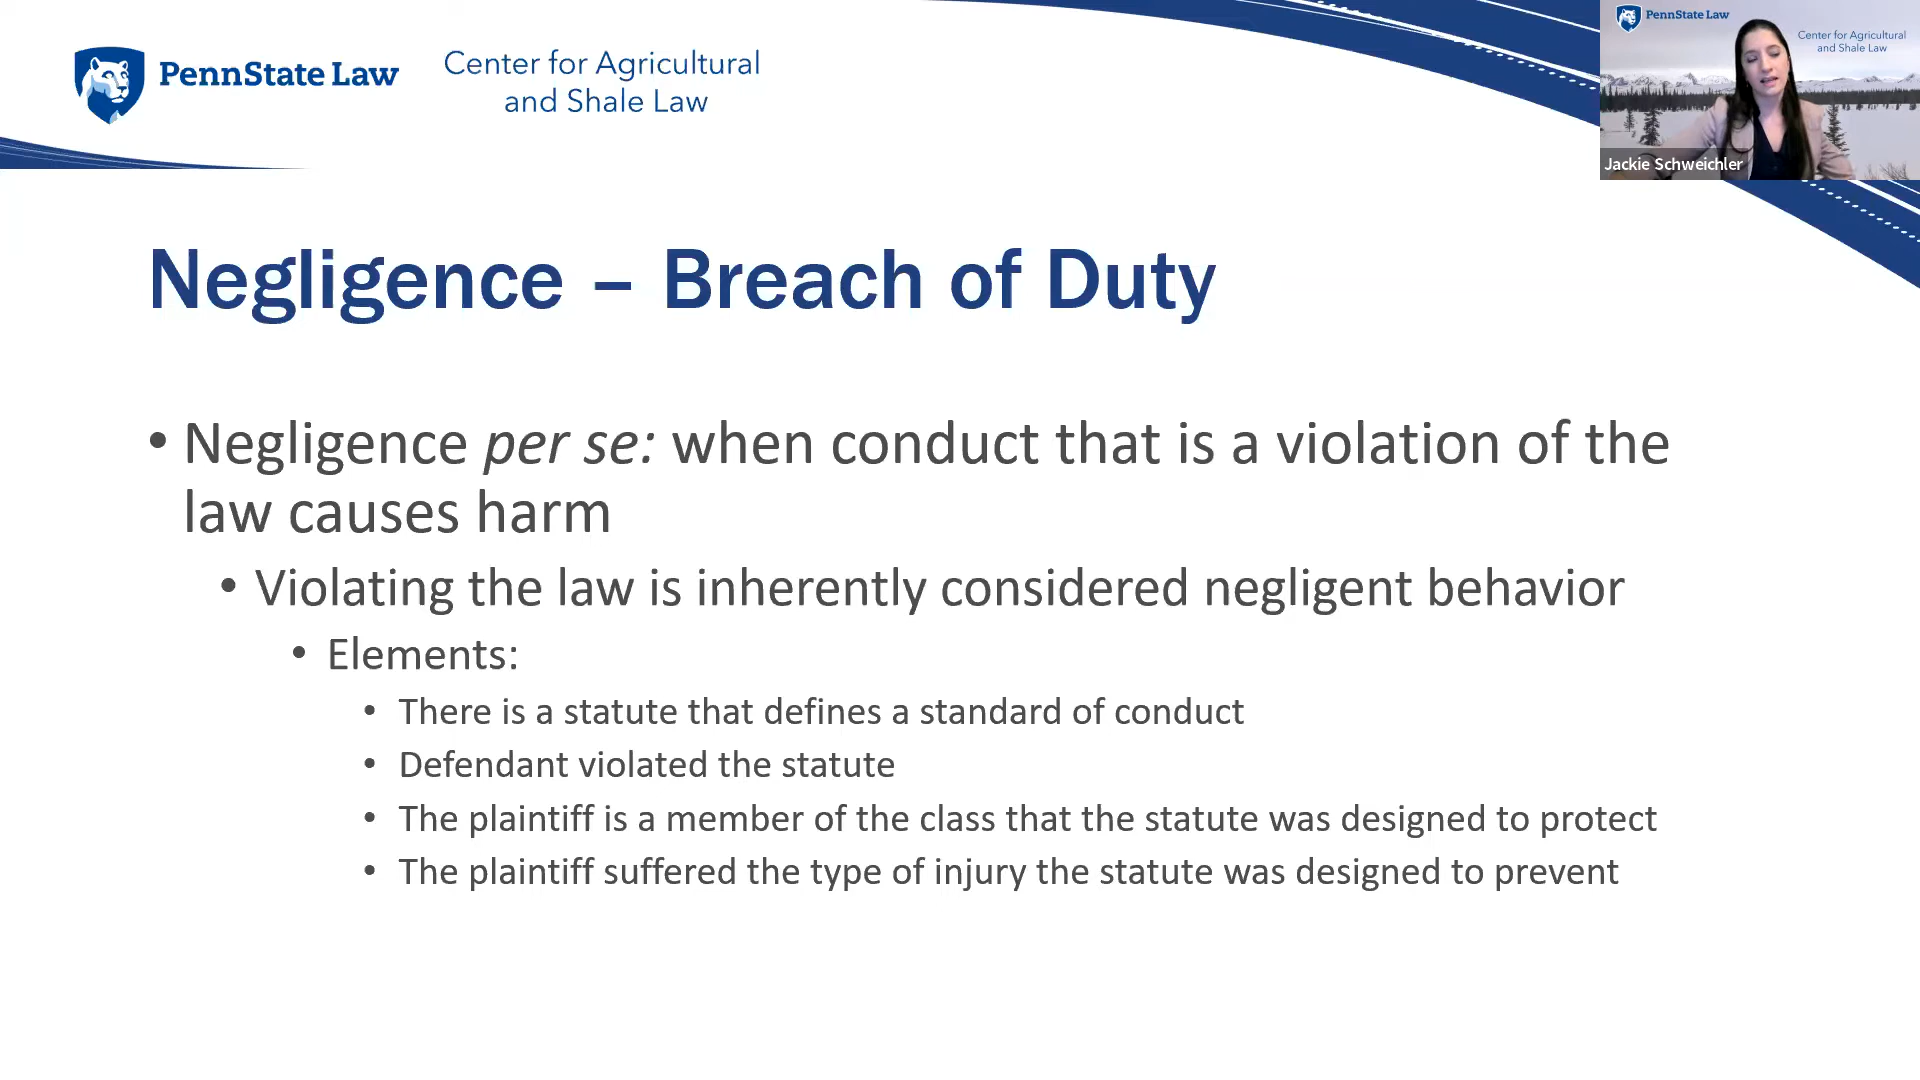 PennState Law
Center for Agricultural
and Shale Law
PennState Law
Center for Agricultural
and Shale Law
Jackie Schweichler
Negligence – Breach of Duty
• Negligence per se: when conduct that is a violation of the
law causes harm
• Violating the law is inherently considered negligent behavior
• Elements:
• There is a statute that defines a standard of conduct
• Defendant violated the statute
• The plaintiff is a member of the class that the statute was designed to protect
• The plaintiff suffered the type of injury the statute was designed to prevent